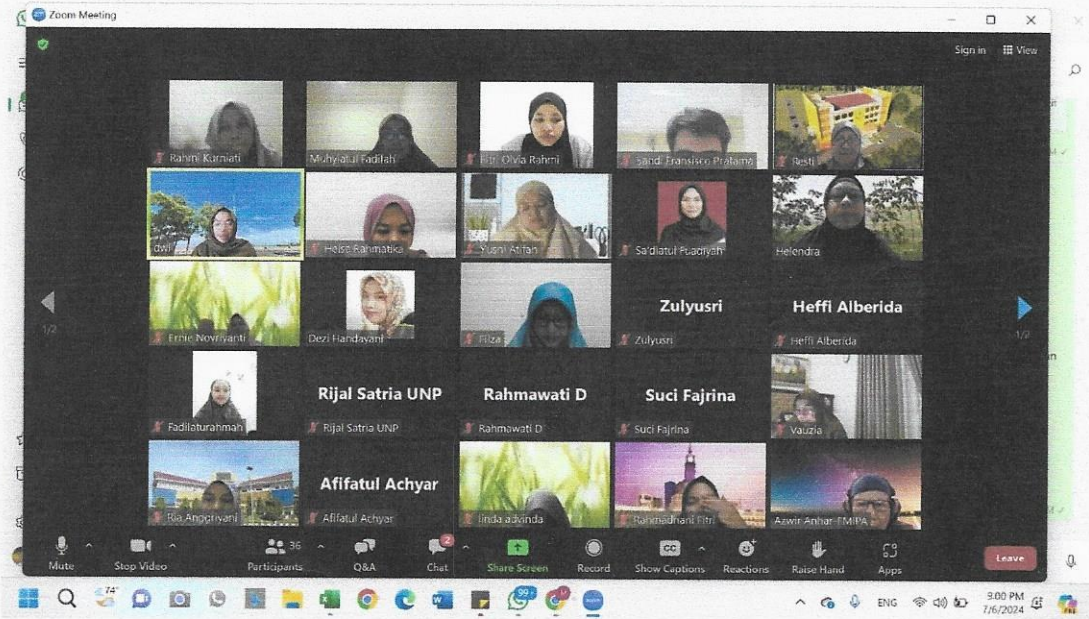 Zoom Meeting
Sign in View
Rahmi Kurniati
Muhyiatul Fadilah
Fitri Olvia Rahmi
Sandi Fransisco Pratama
Resti
dwi
Helsa Rahmatika
Yusni Atifah
Sa'diatul Fuadiyah
Helendra
Ernie Novriyanti
Dezi Handayani
Filza
Zulyusri
Zulyusri
Heffi Alberida
Heffi Alberida
1/2
1/2
Fadilaturahmah
Rijal Satria UNP
Rijal Satria UNP
Rahmawati D
Rahmawati D
Suci Fajrina
Suci Fajrina
Vauzia
Ria Anggriyani
Afifatul Achyar
Afifatul Achyar
linda advinda
Rahmadhani Fitri
Azwir Anhar-FMIPA
Mute
Stop Video
36
Participants
Q&A
2
Chat
Share Screen
Record
CC
Show Captions
Reactions
Raise Hand
Apps
Leave
74°
99+
ENG
9:00 PM
7/6/2024